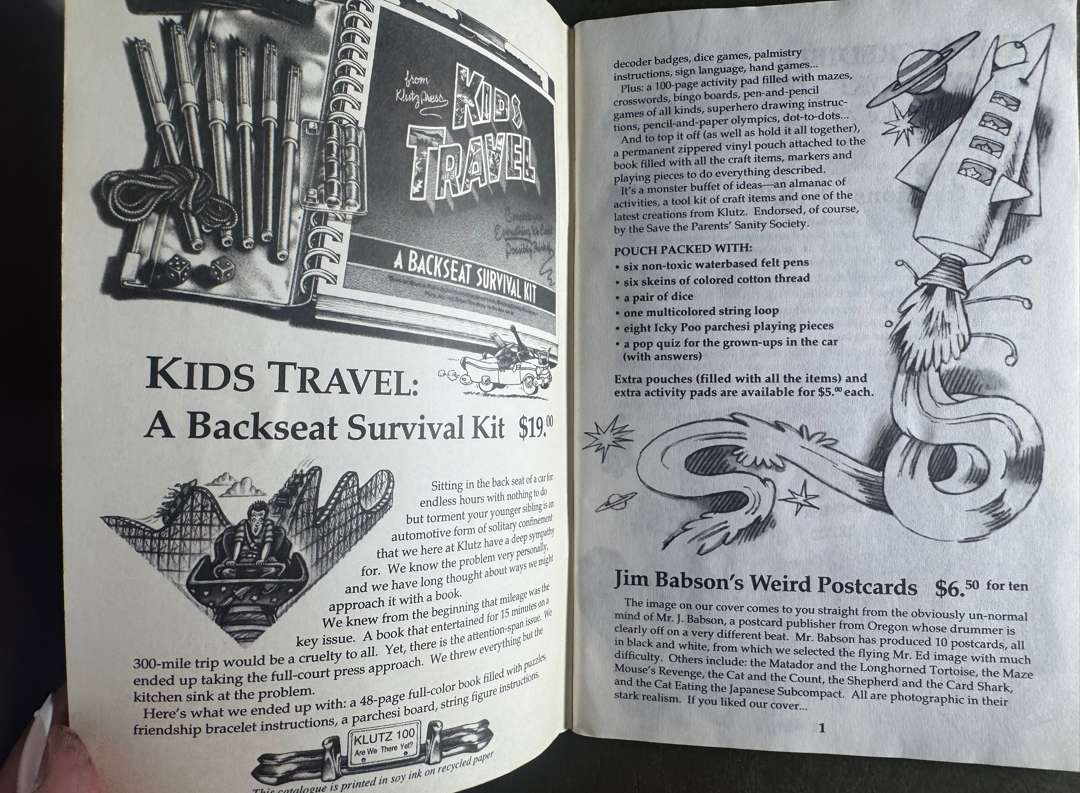 from
Klutz Press
KIDS
TRAVEL
A BACKSEAT SURVIVAL KIT
KIDS TRAVEL:
A Backseat Survival Kit $19.00
Sitting in the back seat of a car for
endless hours with nothing to do
but torment your younger sibling is an
automotive form of solitary confinement
that we here at Klutz have a deep sympathy
for. We know the problem very personally,
and we have long thought about ways we might
approach it with a book.
We knew from the beginning that mileage was the
key issue. A book that entertained for 15 minutes on a
300-mile trip would be a cruelty to all. Yet, there is the attention-span issue. We
ended up taking the full-court press approach. We threw everything but the
kitchen sink at the problem.
Here's what we ended up with: a 48-page full-color book filled with puzzles,
friendship bracelet instructions, a parchesi board, string figure instructions,
KLUTZ 100
Are We There Yet?
This catalogue is printed in soy ink on recycled paper
decoder badges, dice games, palmistry
instructions, sign language, hand games...
Plus: a 100-page activity pad filled with mazes,
crosswords, bingo boards, pen-and-pencil
games of all kinds, superhero drawing instruc-
tions, pencil-and-paper olympics, dot-to-dots...
And to top it off (as well as hold it all together),
a permanent zippered vinyl pouch attached to the
book filled with all the craft items, markers and
playing pieces to do everything described.
It's a monster buffet of ideas—an almanac of
activities, a tool kit of craft items and one of the
latest creations from Klutz. Endorsed, of course,
by the Save the Parents' Sanity Society.
POUCH PACKED WITH:
• six non-toxic waterbased felt pens
• six skeins of colored cotton thread
• a pair of dice
• one multicolored string loop
• eight Icky Poo parchesi playing pieces
• a pop quiz for the grown-ups in the car
(with answers)
Extra pouches (filled with all the items) and
extra activity pads are available for $5.00 each.
Jim Babson's Weird Postcards $6.50 for ten
The image on our cover comes to you straight from the obviously un-normal
mind of Mr. J. Babson, a postcard publisher from Oregon whose drummer is
clearly off on a very different beat. Mr. Babson has produced 10 postcards, all
in black and white, from which we selected the flying Mr. Ed image with much
difficulty. Others include: the Matador and the Longhorned Tortoise, the Maze
Mouse's Revenge, the Cat and the Count, the Shepherd and the Card Shark,
and the Cat Eating the Japanese Subcompact. All are photographic in their
stark realism. If you liked our cover...
1